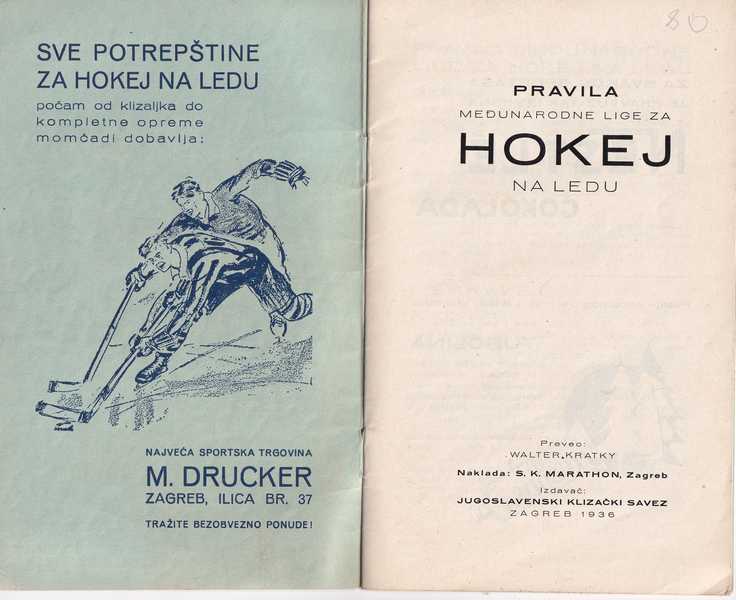 SVE POTREPŠTINE
ZA HOKEJ NA LEDU
počam od klizaljka do
kompletne opreme
momčadi dobavlja:
NAJVEĆA SPORTSKA TRGOVINA
M. DRUCKER
ZAGREB, ILICA BR. 37
TRAŽITE BEZOBVEZNO PONUDE!
80
PRAVILA
MEĐUNARODNE LIGE ZA
HOKEJ
NA LEDU
Preveo:
WALTER KRATKY
Naklada: S. K. MARATHON, Zagreb
Izdavač:
JUGOSLAVENSKI KLIZAČKI SAVEZ
ZAGREB 1936